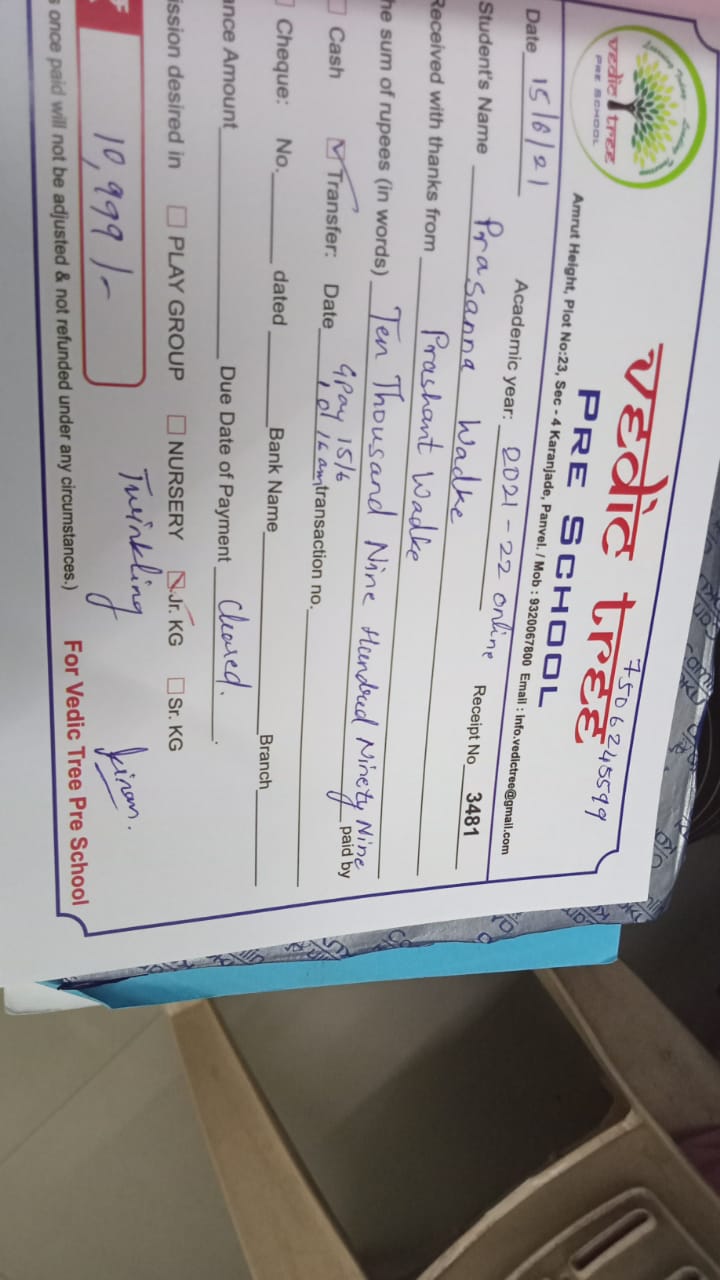 vedic tree
PRE SCHOOL
vedic tree
7506245599
PRE SCHOOL
Amrut Height, Plot No:23, Sec - 4 Karanjade, Panvel. / Mob : 9320067800 Email : Info.vedictree@gmail.com
Date 15/6/21 Academic year: 2021-22 online Receipt No 3481
Student's Name Prasanna Wadke
Received with thanks from Prashant Wadke
he sum of rupees (in words) Ten Thousand Nine Hundred Ninety Nine paid by
Cash Transfer: Date Gpay 15/6 transaction no.
Cheque: No. dated Bank Name Branch
ance Amount Due Date of Payment Cleared.
ission desired in PLAY GROUP NURSERY Jr. KG Sr. KG
10,999/- Twinkling Kiran.
s once paid will not be adjusted & not refunded under any circumstances.) For Vedic Tree Pre School